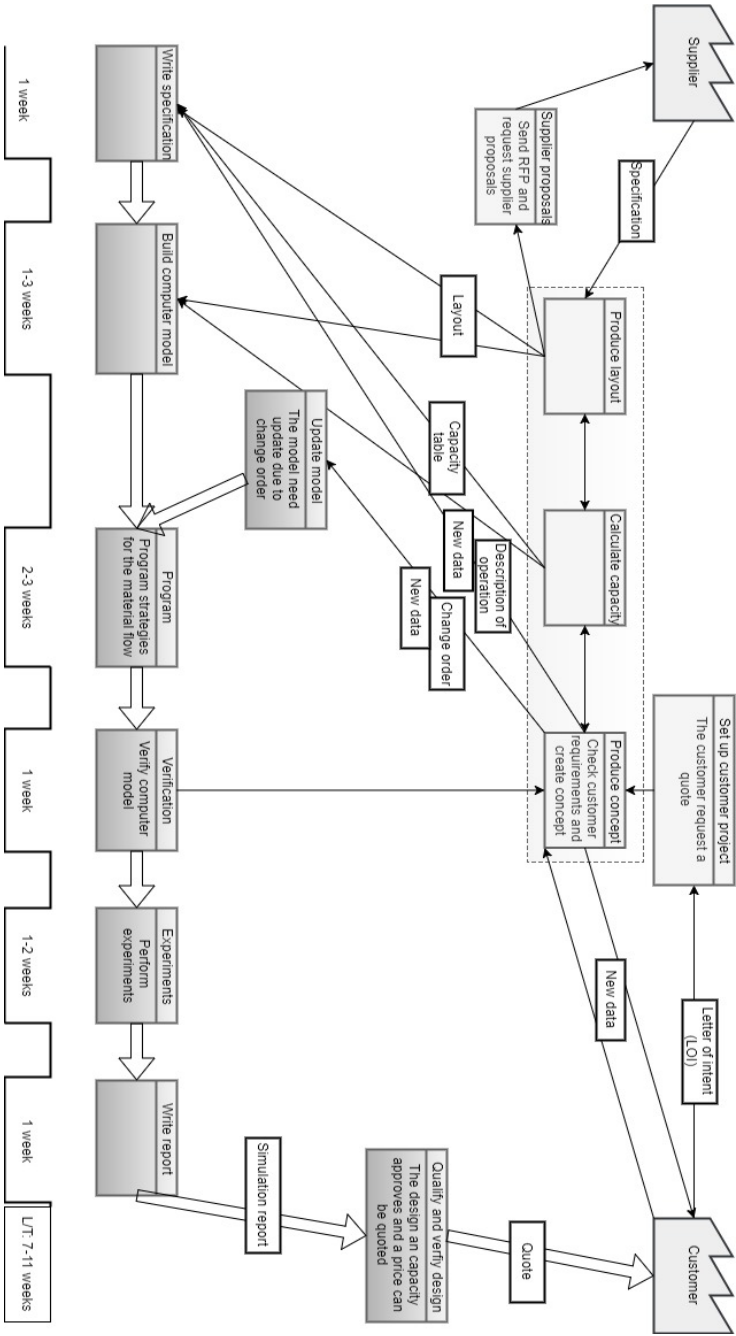 Supplier
Customer
Letter of intent
(LOI)
Set up customer project
The customer request a
quote
Specification
New data
Supplier proposals
Send RFP and
request supplier
proposals
Produce layout
Calculate capacity
Produce concept
Check customer
requirements and
create concept
Layout
Capacity
table
New data
Description of
operation
New data
Change order
Quote
Update model
The model need
update due to
change order
Qualify and verfiy design
The design an capacity
approves and a price can
be quoted
Simulation report
Write specification
Build computer model
Program
Program strategies
for the material flow
Verification
Verify computer
model
Experiments
Perform
experiments
Write report
1 week
1-3 weeks
2-3 weeks
1 week
1-2 weeks
1 week
L/T: 7-11 weeks